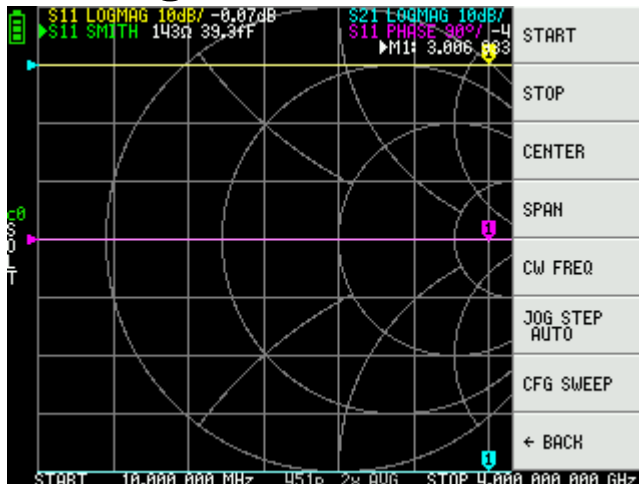 S11 LOGMAG 10dB/ -0.07dB
S21 LOGMAG 10dB/
S11 SMITH 143Ω 39.3fF
S11 PHASE 90º/ -4
M1: 3.006
c0
S
O
L
T
1
1
1
START
STOP
CENTER
SPAN
CW FREQ
JOG STEP
AUTO
CFG SWEEP
← BACK
START 10.000 000 MHz 451p 2x AVG STOP 4.000 000 000 GHz